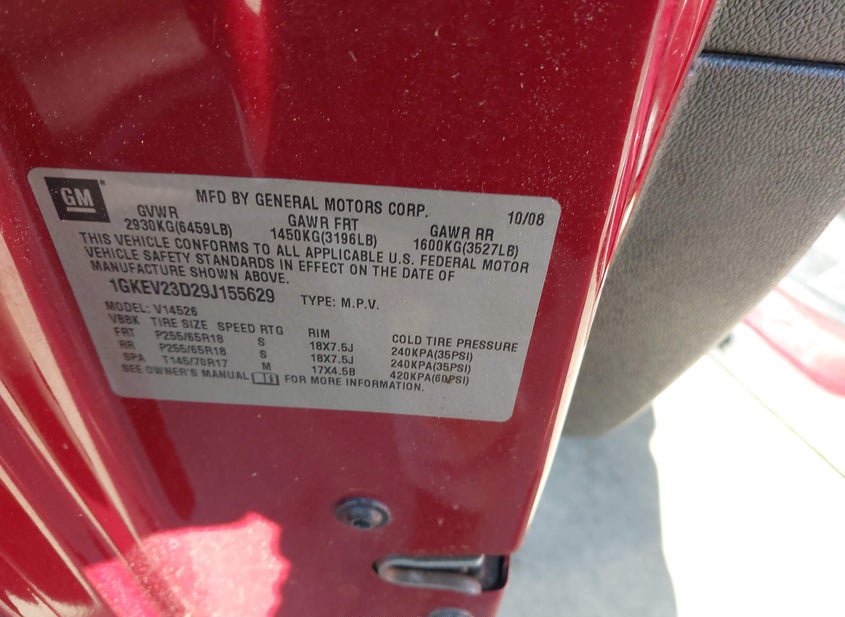 GM
MFD BY GENERAL MOTORS CORP. 10/08
GVWR GAWR FRT GAWR RR
2930KG(6459LB) 1450KG(3196LB) 1600KG(3527LB)
THIS VEHICLE CONFORMS TO ALL APPLICABLE U.S. FEDERAL MOTOR
VEHICLE SAFETY STANDARDS IN EFFECT ON THE DATE OF
MANUFACTURE SHOWN ABOVE.
1GKEV23D29J155629 TYPE: M.P.V.
MODEL: V14526
VBBK TIRE SIZE SPEED RTG RIM COLD TIRE PRESSURE
FRT P255/65R18 S 18X7.5J 240KPA(35PSI)
RR P255/65R18 S 18X7.5J 240KPA(35PSI)
SPA T145/70R17 M 17X4.5B 420KPA(60PSI)
SEE OWNER'S MANUAL FOR MORE INFORMATION.